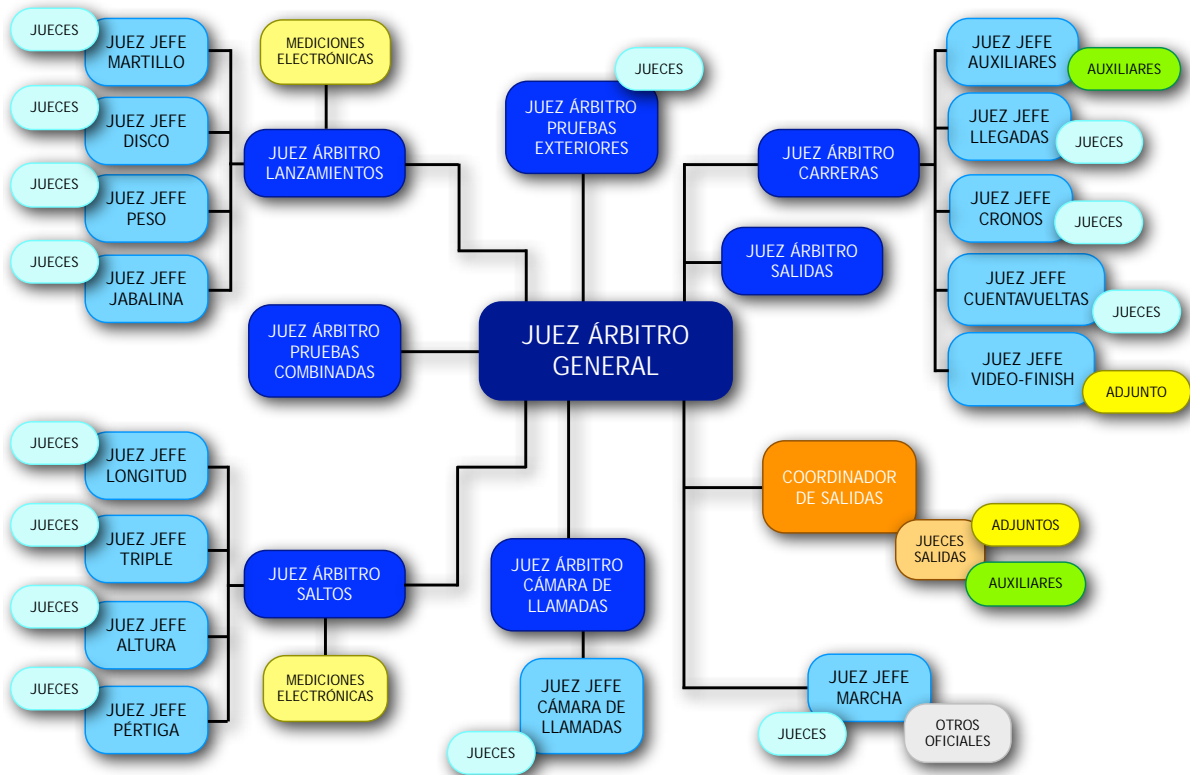 JUECES
JUEZ JEFE
MARTILLO
JUECES
JUEZ JEFE
DISCO
JUECES
JUEZ JEFE
PESO
JUECES
JUEZ JEFE
JABALINA
MEDICIONES
ELECTRÓNICAS
JUEZ ÁRBITRO
LANZAMIENTOS
JUECES
JUEZ ÁRBITRO
PRUEBAS
EXTERIORES
JUEZ ÁRBITRO
CARRERAS
JUEZ JEFE
AUXILIARES
AUXILIARES
JUEZ JEFE
LLEGADAS
JUECES
JUEZ JEFE
CRONOS
JUECES
JUEZ JEFE
CUENTAVUELTAS
JUECES
JUEZ JEFE
VIDEO-FINISH
ADJUNTO
JUEZ ÁRBITRO
SALIDAS
JUEZ ÁRBITRO
PRUEBAS
COMBINADAS
JUEZ ÁRBITRO
GENERAL
JUECES
JUEZ JEFE
LONGITUD
JUECES
JUEZ JEFE
TRIPLE
JUECES
JUEZ JEFE
ALTURA
JUECES
JUEZ JEFE
PÉRTIGA
JUEZ ÁRBITRO
SALTOS
MEDICIONES
ELECTRÓNICAS
JUEZ ÁRBITRO
CÁMARA DE
LLAMADAS
JUEZ JEFE
CÁMARA DE
LLAMADAS
JUECES
COORDINADOR
DE SALIDAS
JUECES
SALIDAS
ADJUNTOS
AUXILIARES
JUEZ JEFE
MARCHA
JUECES
OTROS
OFICIALES